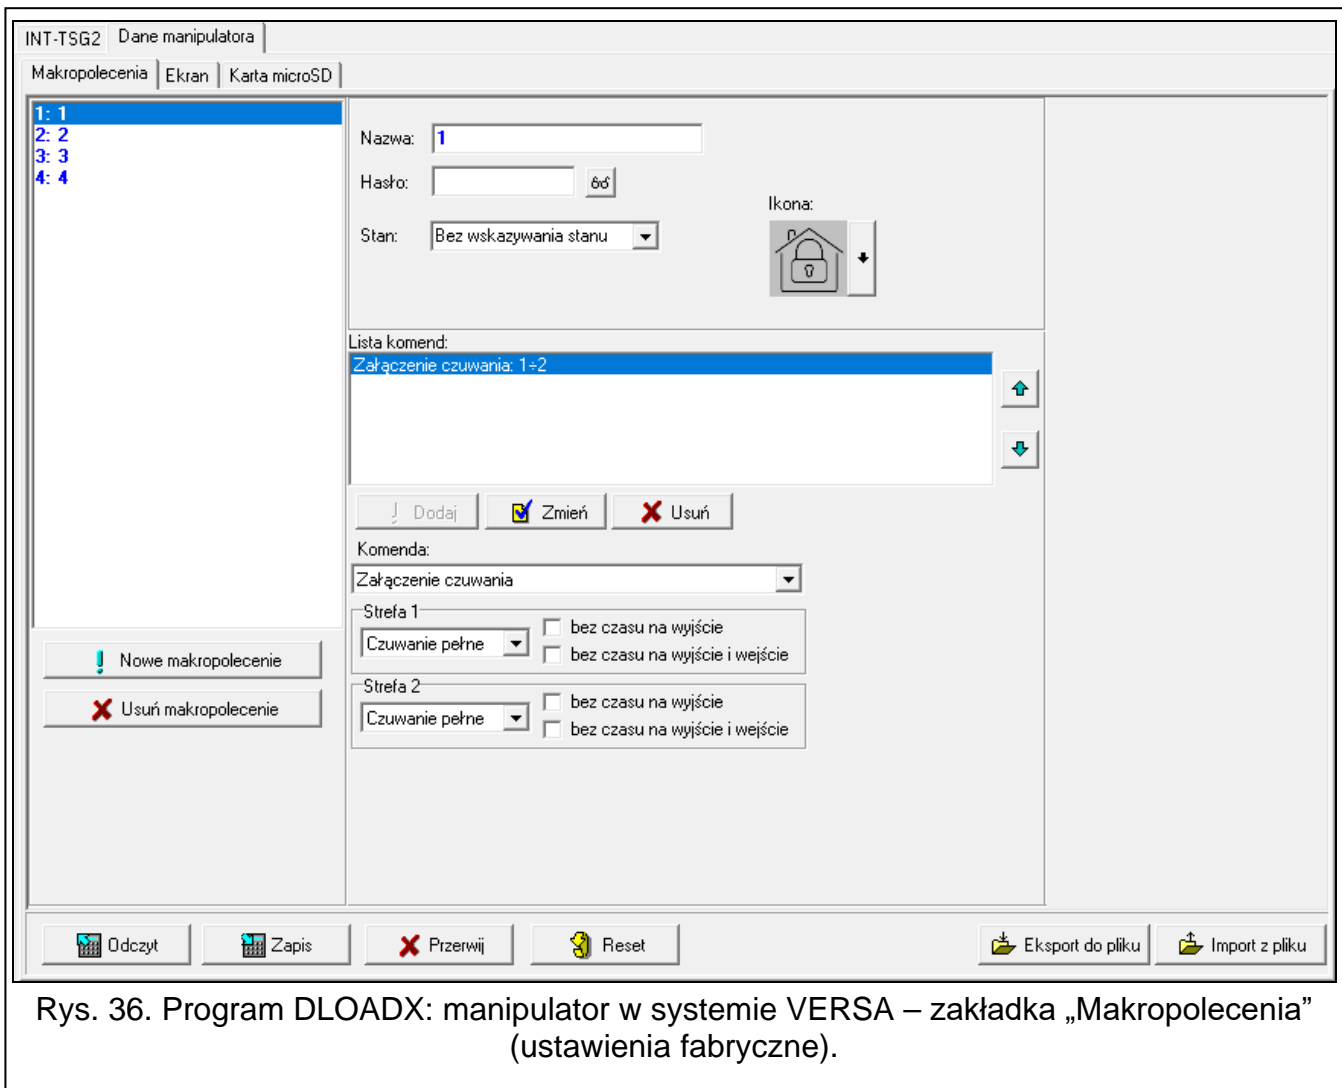 INT-TSG2 Dane manipulatora
Makropolecenia Ekran Karta microSD
1: 1
2: 2
3: 3
4: 4
Nowe makropolecenie
Usuń makropolecenie
Nazwa: 1
Hasło:
Stan: Bez wskazywania stanu
Ikona:
Lista komend:
Załączenie czuwania: 1÷2
Dodaj Zmień Usuń
Komenda:
Załączenie czuwania
Strefa 1
Czuwanie pełne
bez czasu na wyjście
bez czasu na wyjście i wejście
Strefa 2
Czuwanie pełne
bez czasu na wyjście
bez czasu na wyjście i wejście
Odczyt Zapis Przerwij Reset Eksport do pliku Import z pliku
Rys. 36. Program DLOADX: manipulator w systemie VERSA – zakładka „Makropolecenia”
(ustawienia fabryczne).